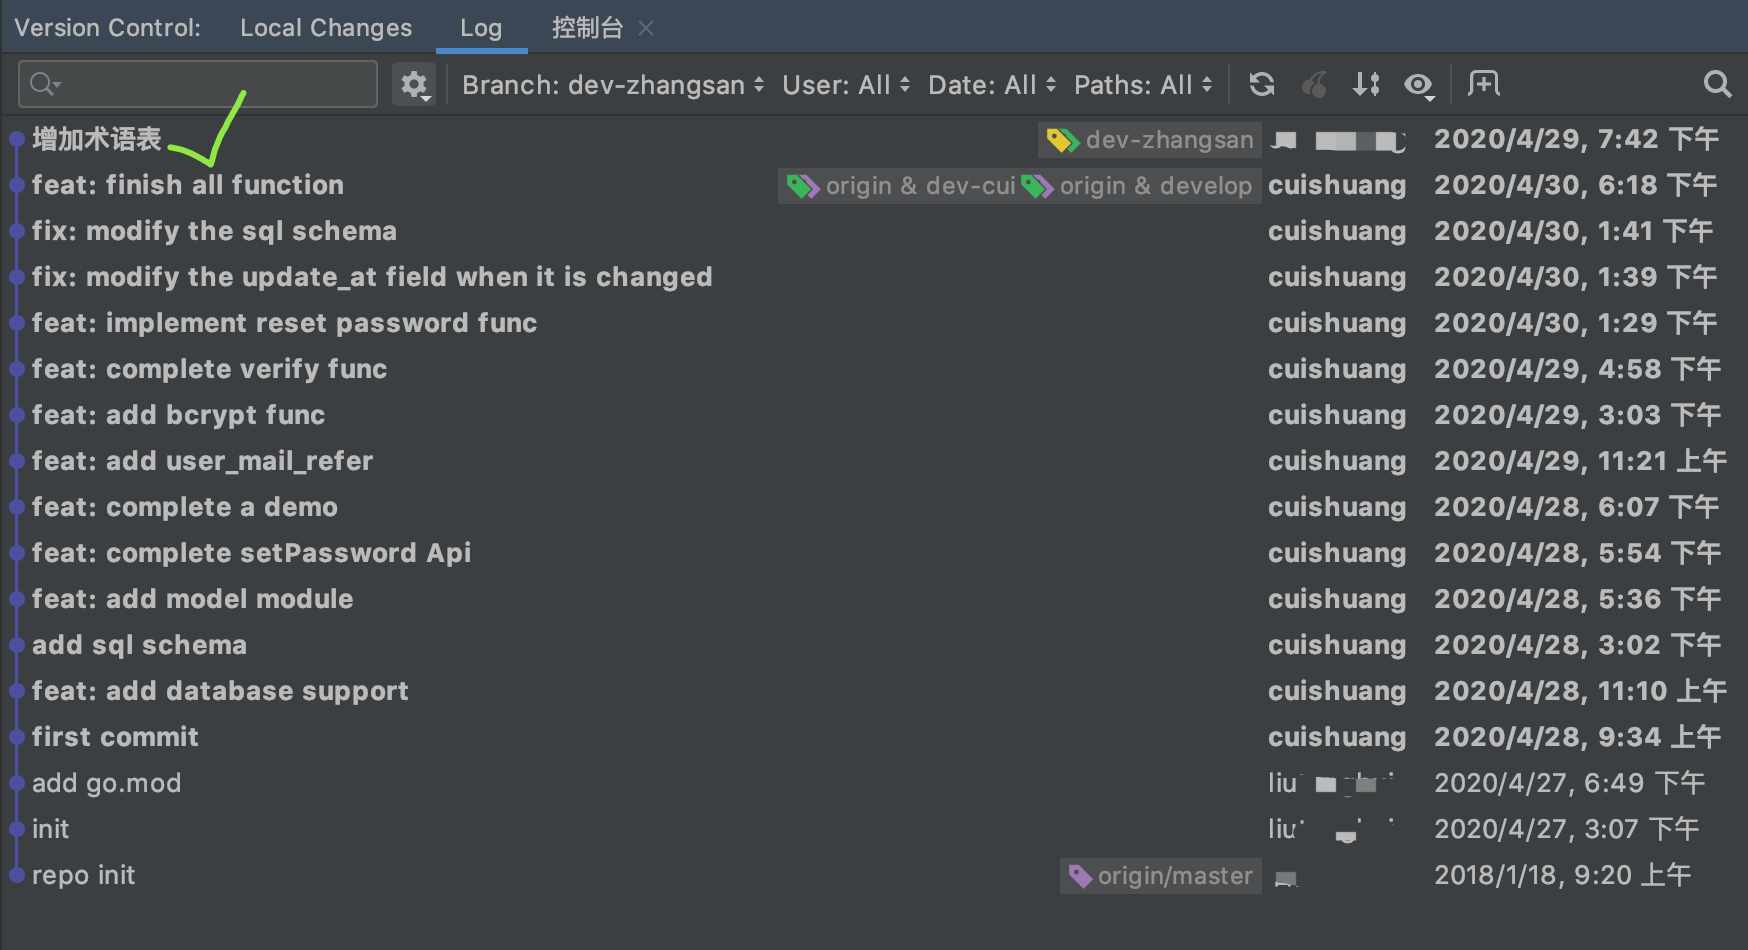 Version Control: Local Changes Log 控制台
Branch: dev-zhangsan User: All Date: All Paths: All
增加术语表 dev-zhangsan 2020/4/29, 7:42 下午
feat: finish all function origin & dev-cui origin & develop cuishuang 2020/4/30, 6:18 下午
fix: modify the sql schema cuishuang 2020/4/30, 1:41 下午
fix: modify the update_at field when it is changed cuishuang 2020/4/30, 1:39 下午
feat: implement reset password func cuishuang 2020/4/30, 1:29 下午
feat: complete verify func cuishuang 2020/4/29, 4:58 下午
feat: add bcrypt func cuishuang 2020/4/29, 3:03 下午
feat: add user_mail_refer cuishuang 2020/4/29, 11:21 上午
feat: complete a demo cuishuang 2020/4/28, 6:07 下午
feat: complete setPassword Api cuishuang 2020/4/28, 5:54 下午
feat: add model module cuishuang 2020/4/28, 5:36 下午
add sql schema cuishuang 2020/4/28, 3:02 下午
feat: add database support cuishuang 2020/4/28, 11:10 上午
first commit cuishuang 2020/4/28, 9:34 上午
add go.mod 2020/4/27, 6:49 下午
init 2020/4/27, 3:07 下午
repo init origin/master 2018/1/18, 9:20 上午